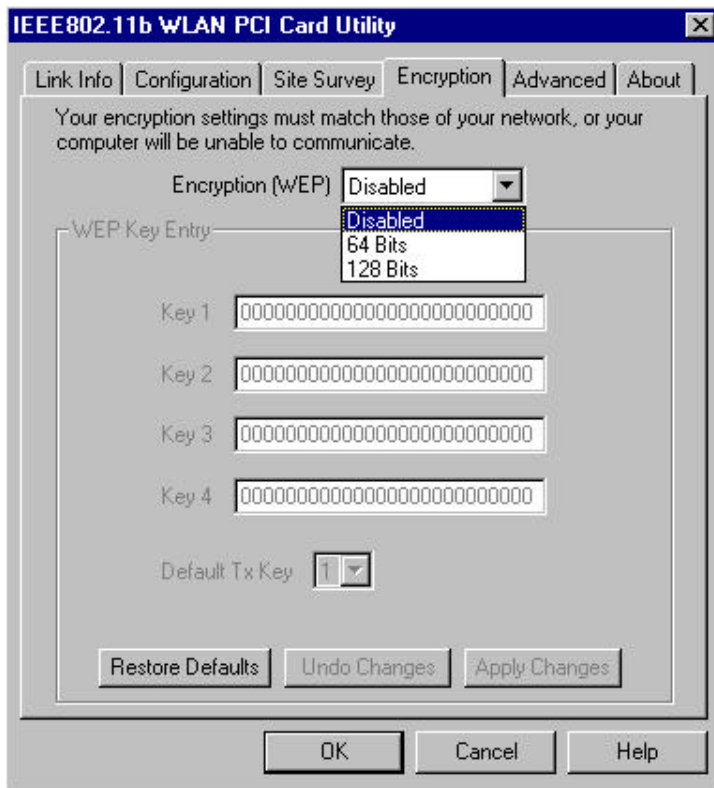 IEEE802.11b WLAN PCI Card Utility
Link Info Configuration Site Survey Encryption Advanced About
Your encryption settings must match those of your network, or your
computer will be unable to communicate.
Encryption (WEP) Disabled
Disabled
64 Bits
128 Bits
WEP Key Entry
Key 1 00000000000000000000000000
Key 2 00000000000000000000000000
Key 3 00000000000000000000000000
Key 4 00000000000000000000000000
Default Tx Key 1
Restore Defaults Undo Changes Apply Changes
OK Cancel Help